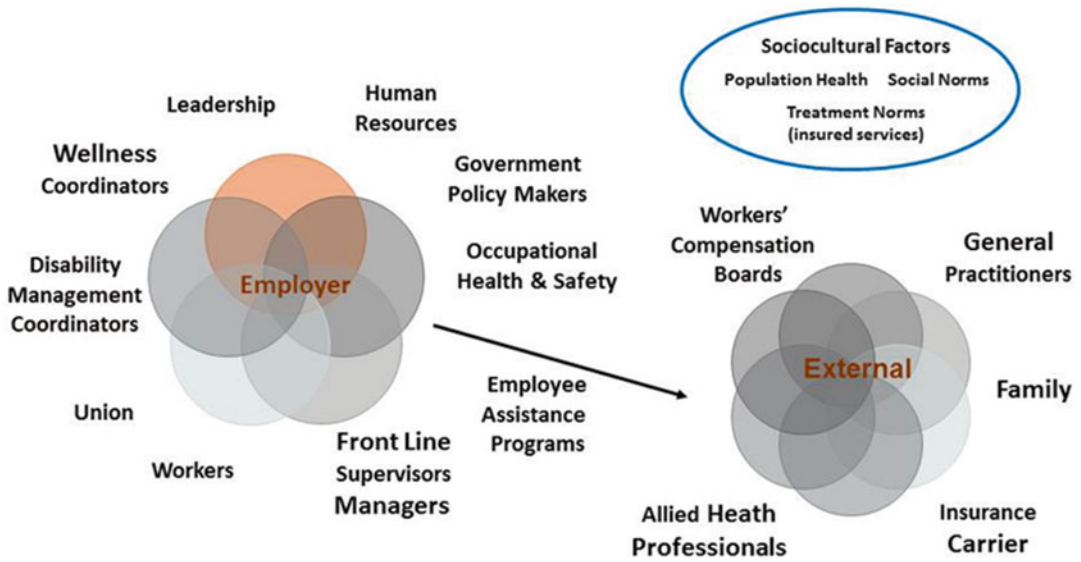 Sociocultural Factors
Population Health Social Norms
Treatment Norms
(insured services)
Leadership
Human
Resources
Wellness
Coordinators
Government
Policy Makers
Disability
Management
Coordinators
Employer
Occupational
Health & Safety
Union
Workers
Front Line
Supervisors
Managers
Employee
Assistance
Programs
Workers'
Compensation
Boards
General
Practitioners
External
Family
Allied Heath
Professionals
Insurance
Carrier